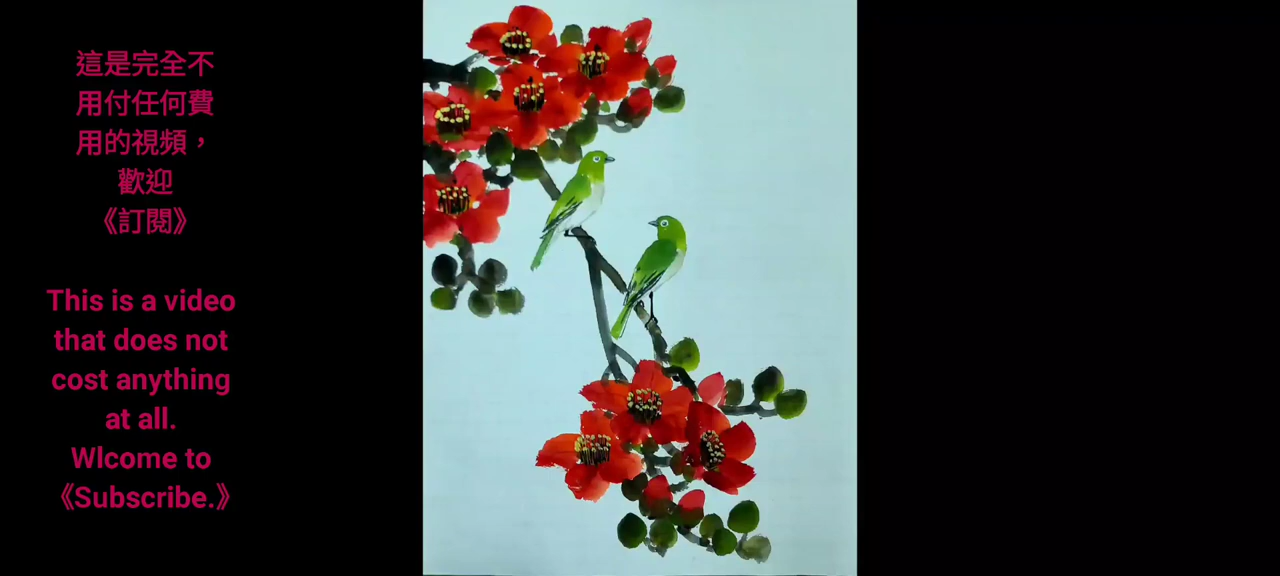 這是完全不
用付任何費
用的視頻，
歡迎
《訂閱》
This is a video
that does not
cost anything
at all.
Wlcome to
《Subscribe.》